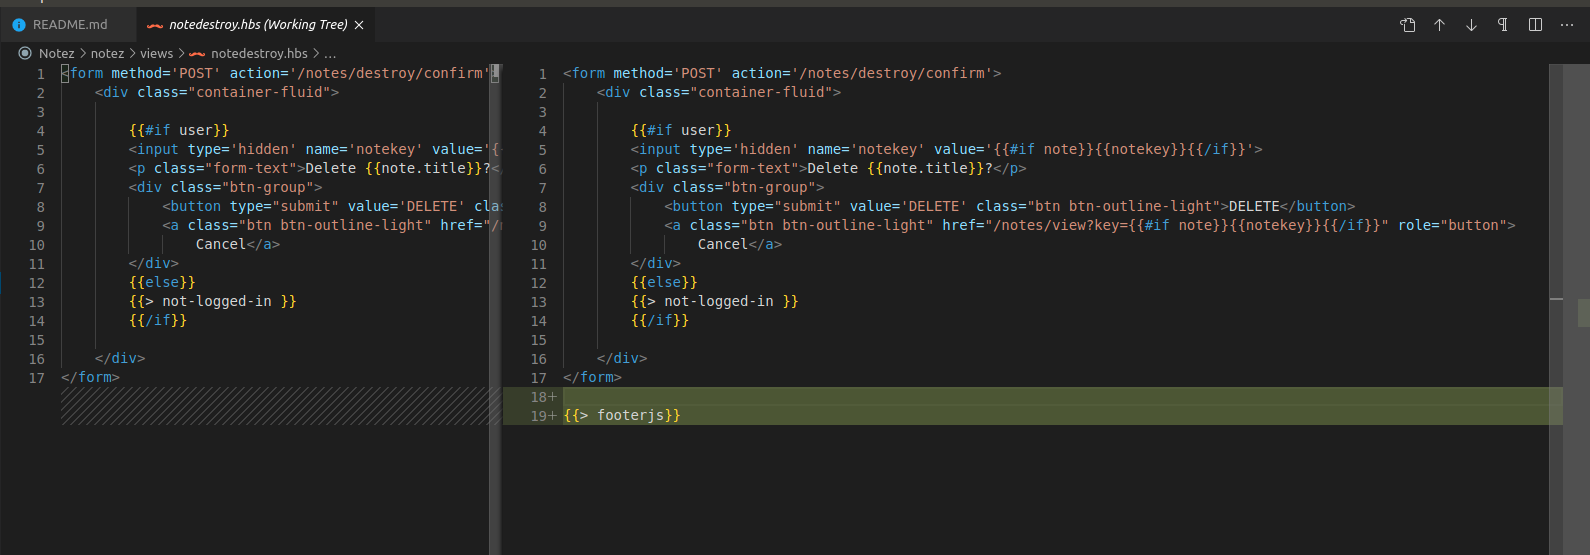 README.md notedestroy.hbs (Working Tree)
Notez > notez > views > notedestroy.hbs > ...
1 <form method='POST' action='/notes/destroy/confirm'
2 <div class="container-fluid">
3
4 {{#if user}}
5 <input type='hidden' name='notekey' value='{
6 <p class="form-text">Delete {{note.title}}?</
7 <div class="btn-group">
8 <button type="submit" value='DELETE' clas
9 <a class="btn btn-outline-light" href="/n
10 Cancel</a>
11 </div>
12 {{else}}
13 {{> not-logged-in }}
14 {{/if}}
15
16 </div>
17 </form>
1 <form method='POST' action='/notes/destroy/confirm'>
2 <div class="container-fluid">
3
4 {{#if user}}
5 <input type='hidden' name='notekey' value='{{#if note}}{{notekey}}{{/if}}'>
6 <p class="form-text">Delete {{note.title}}?</p>
7 <div class="btn-group">
8 <button type="submit" value='DELETE' class="btn btn-outline-light">DELETE</button>
9 <a class="btn btn-outline-light" href="/notes/view?key={{#if note}}{{notekey}}{{/if}}" role="button">
10 Cancel</a>
11 </div>
12 {{else}}
13 {{> not-logged-in }}
14 {{/if}}
15
16 </div>
17 </form>
18+
19+ {{> footerjs}}